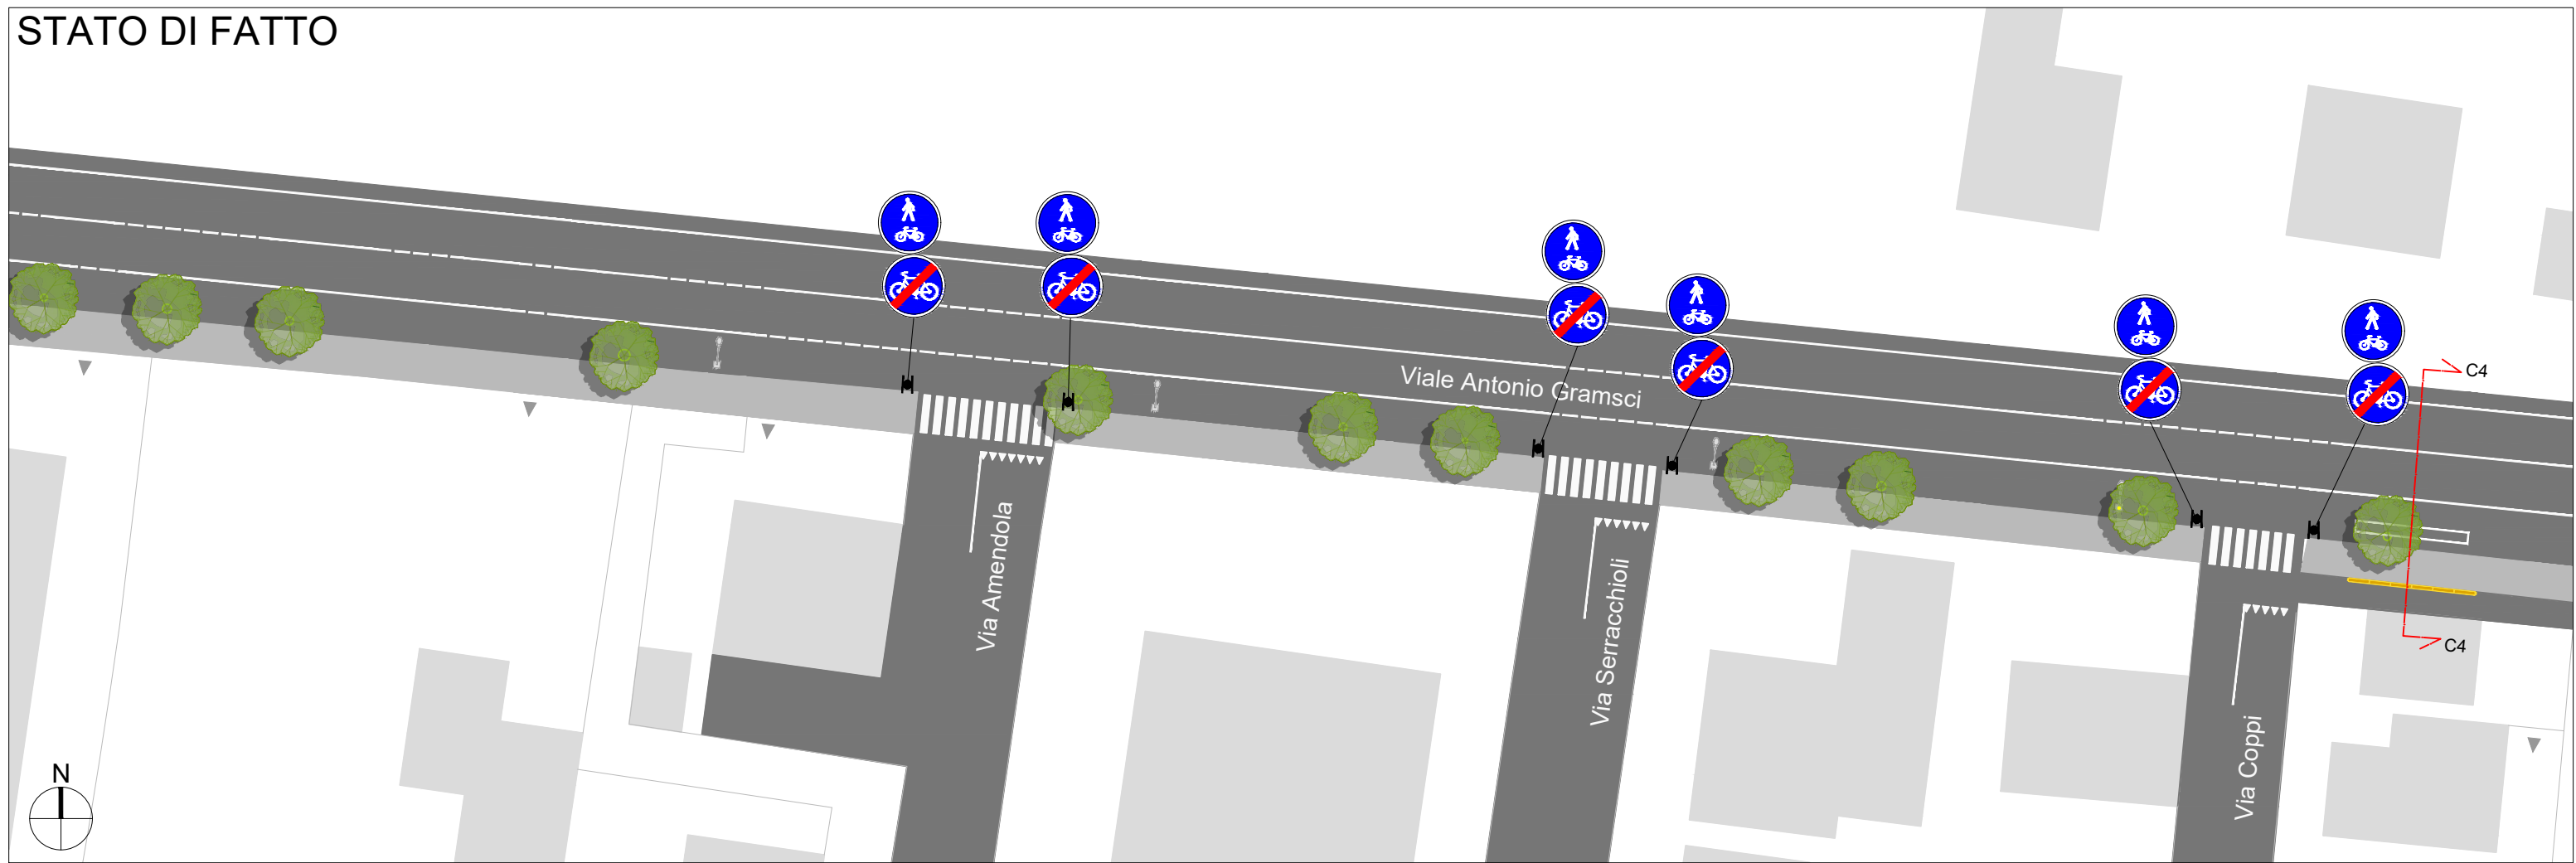 STATO DI FATTO
C4
Viale Antonio Gramsci
Via Amendola
Via Serracchioli
C4
Via Coppi
N